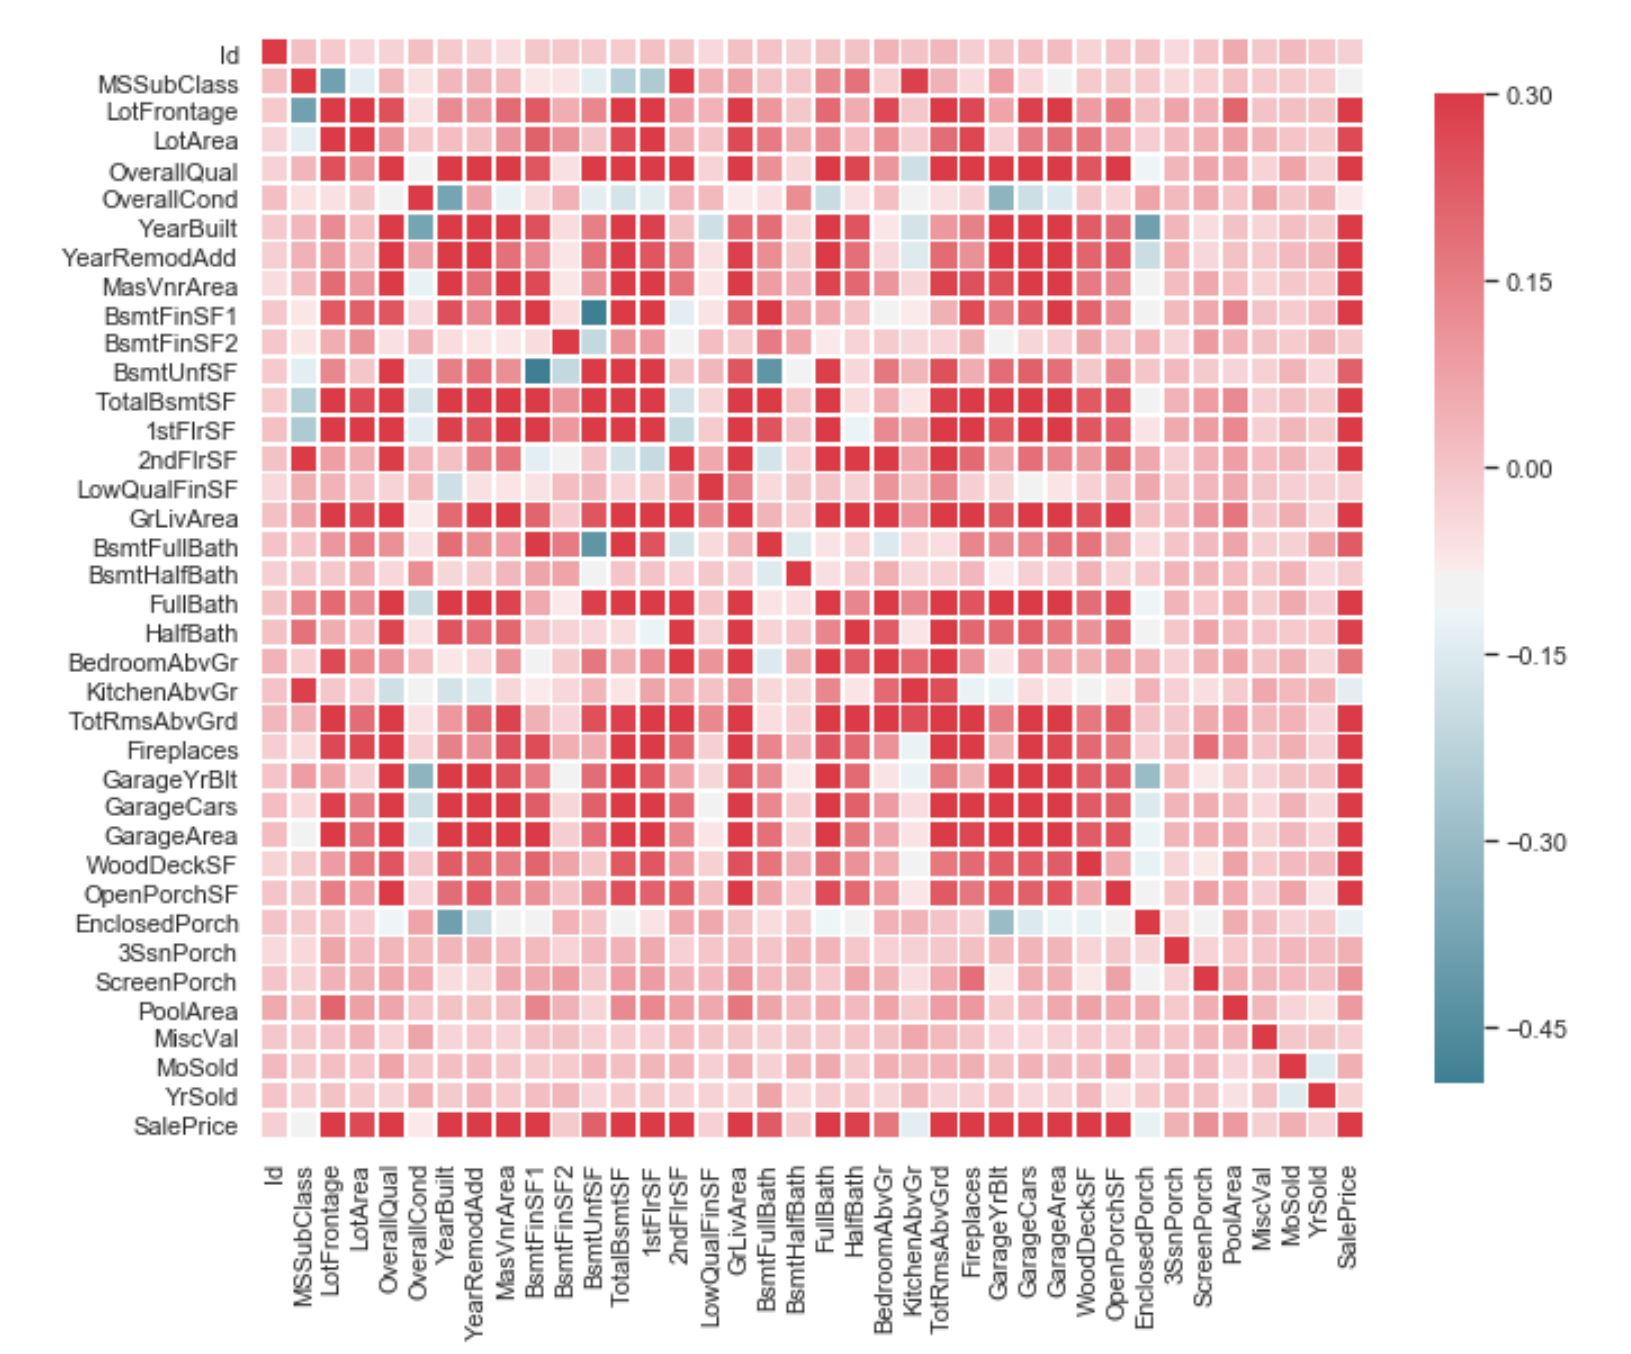 Id
MSSubClass
LotFrontage
LotArea
OverallQual
OverallCond
YearBuilt
YearRemodAdd
MasVnrArea
BsmtFinSF1
BsmtFinSF2
BsmtUnfSF
TotalBsmtSF
1stFlrSF
2ndFlrSF
LowQualFinSF
GrLivArea
BsmtFullBath
BsmtHalfBath
FullBath
HalfBath
BedroomAbvGr
KitchenAbvGr
TotRmsAbvGrd
Fireplaces
GarageYrBlt
GarageCars
GarageArea
WoodDeckSF
OpenPorchSF
EnclosedPorch
3SsnPorch
ScreenPorch
PoolArea
MiscVal
MoSold
YrSold
SalePrice
Id
MSSubClass
LotFrontage
LotArea
OverallQual
OverallCond
YearBuilt
YearRemodAdd
MasVnrArea
BsmtFinSF1
BsmtFinSF2
BsmtUnfSF
TotalBsmtSF
1stFlrSF
2ndFlrSF
LowQualFinSF
GrLivArea
BsmtFullBath
BsmtHalfBath
FullBath
HalfBath
BedroomAbvGr
KitchenAbvGr
TotRmsAbvGrd
Fireplaces
GarageYrBlt
GarageCars
GarageArea
WoodDeckSF
OpenPorchSF
EnclosedPorch
3SsnPorch
ScreenPorch
PoolArea
MiscVal
MoSold
YrSold
SalePrice
0.30
0.15
0.00
−0.15
−0.30
−0.45